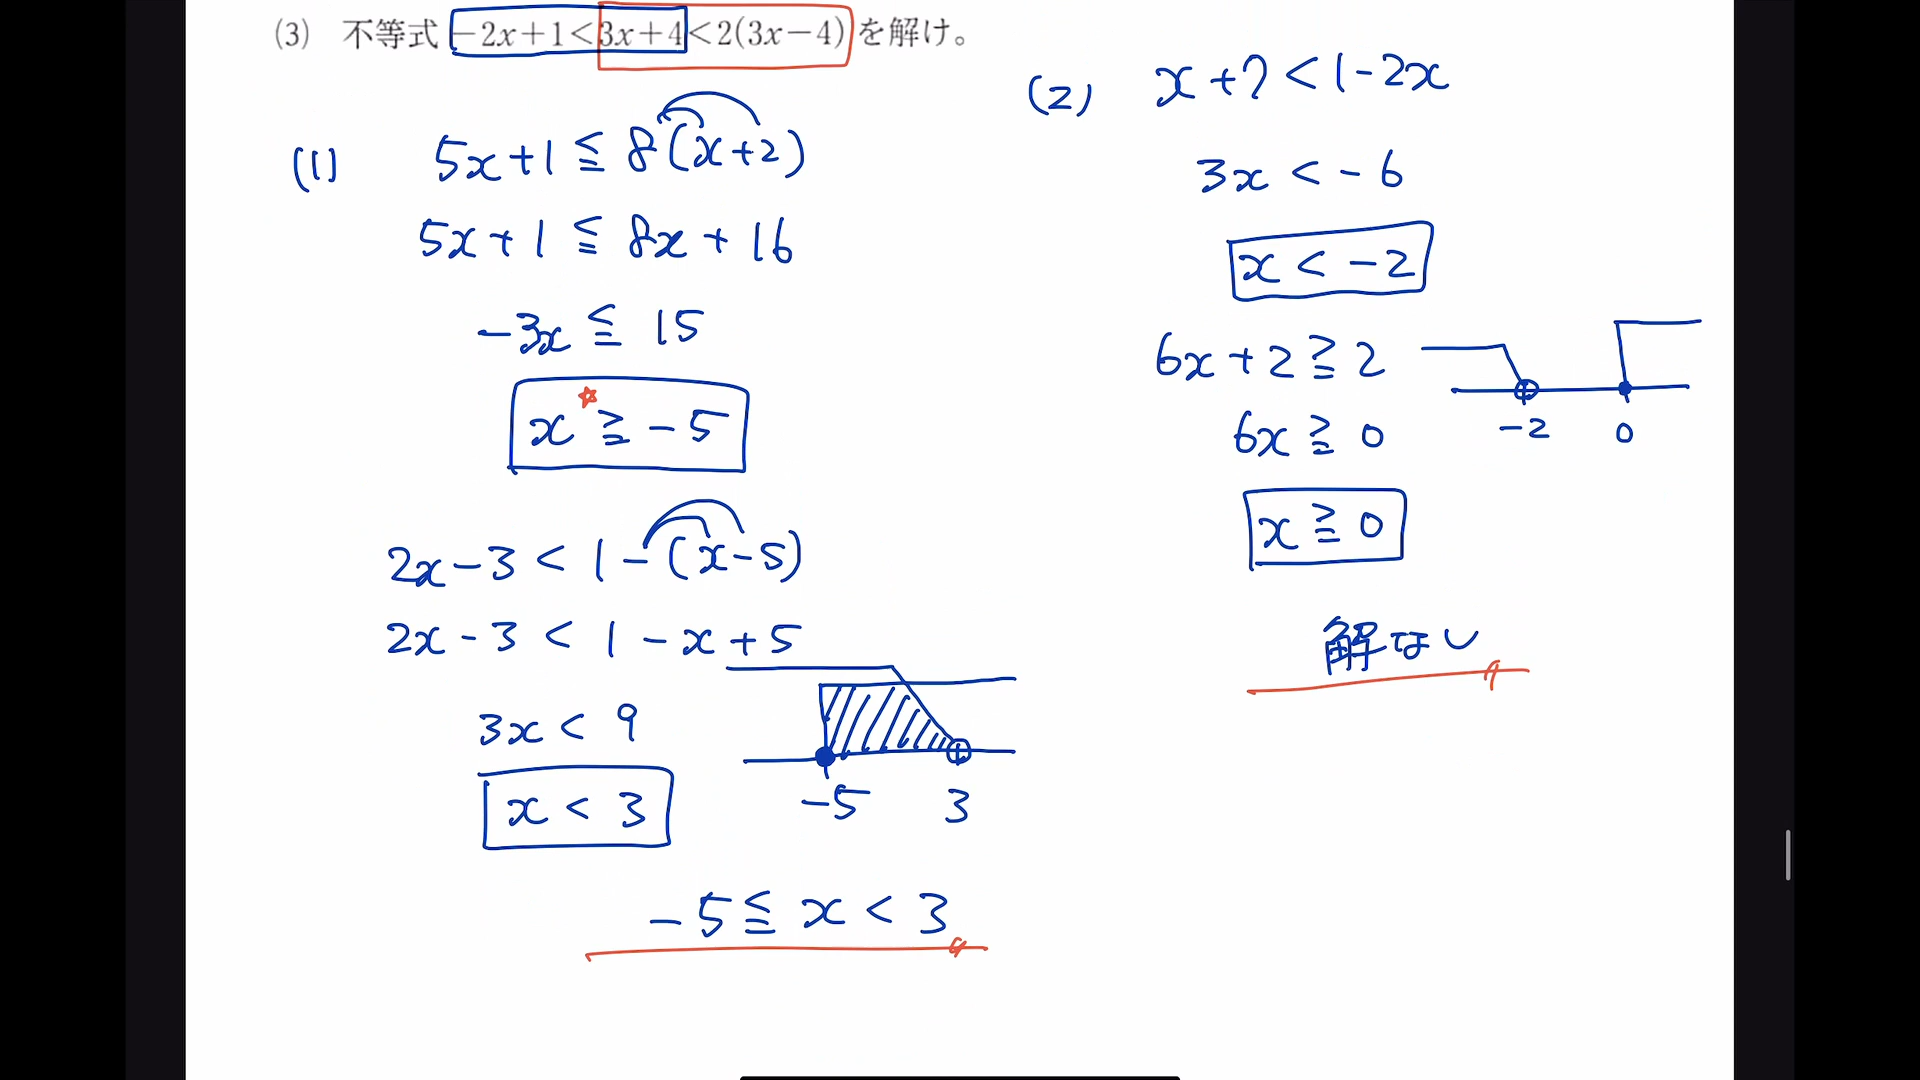 (3) 不等式 −2x+1<3x+4<2(3x−4) を解け。
(1) 5x+1≦8(x+2)
5x+1≦8x+16
-3x≦15
x≧-5
2x-3<1-(x-5)
2x-3<1-x+5
3x<9
x<3
-5 3
-5≦x<3
(2) x+7<1-2x
3x<-6
x<-2
6x+2≧2
-2 0
6x≧0
x≧0
解なし